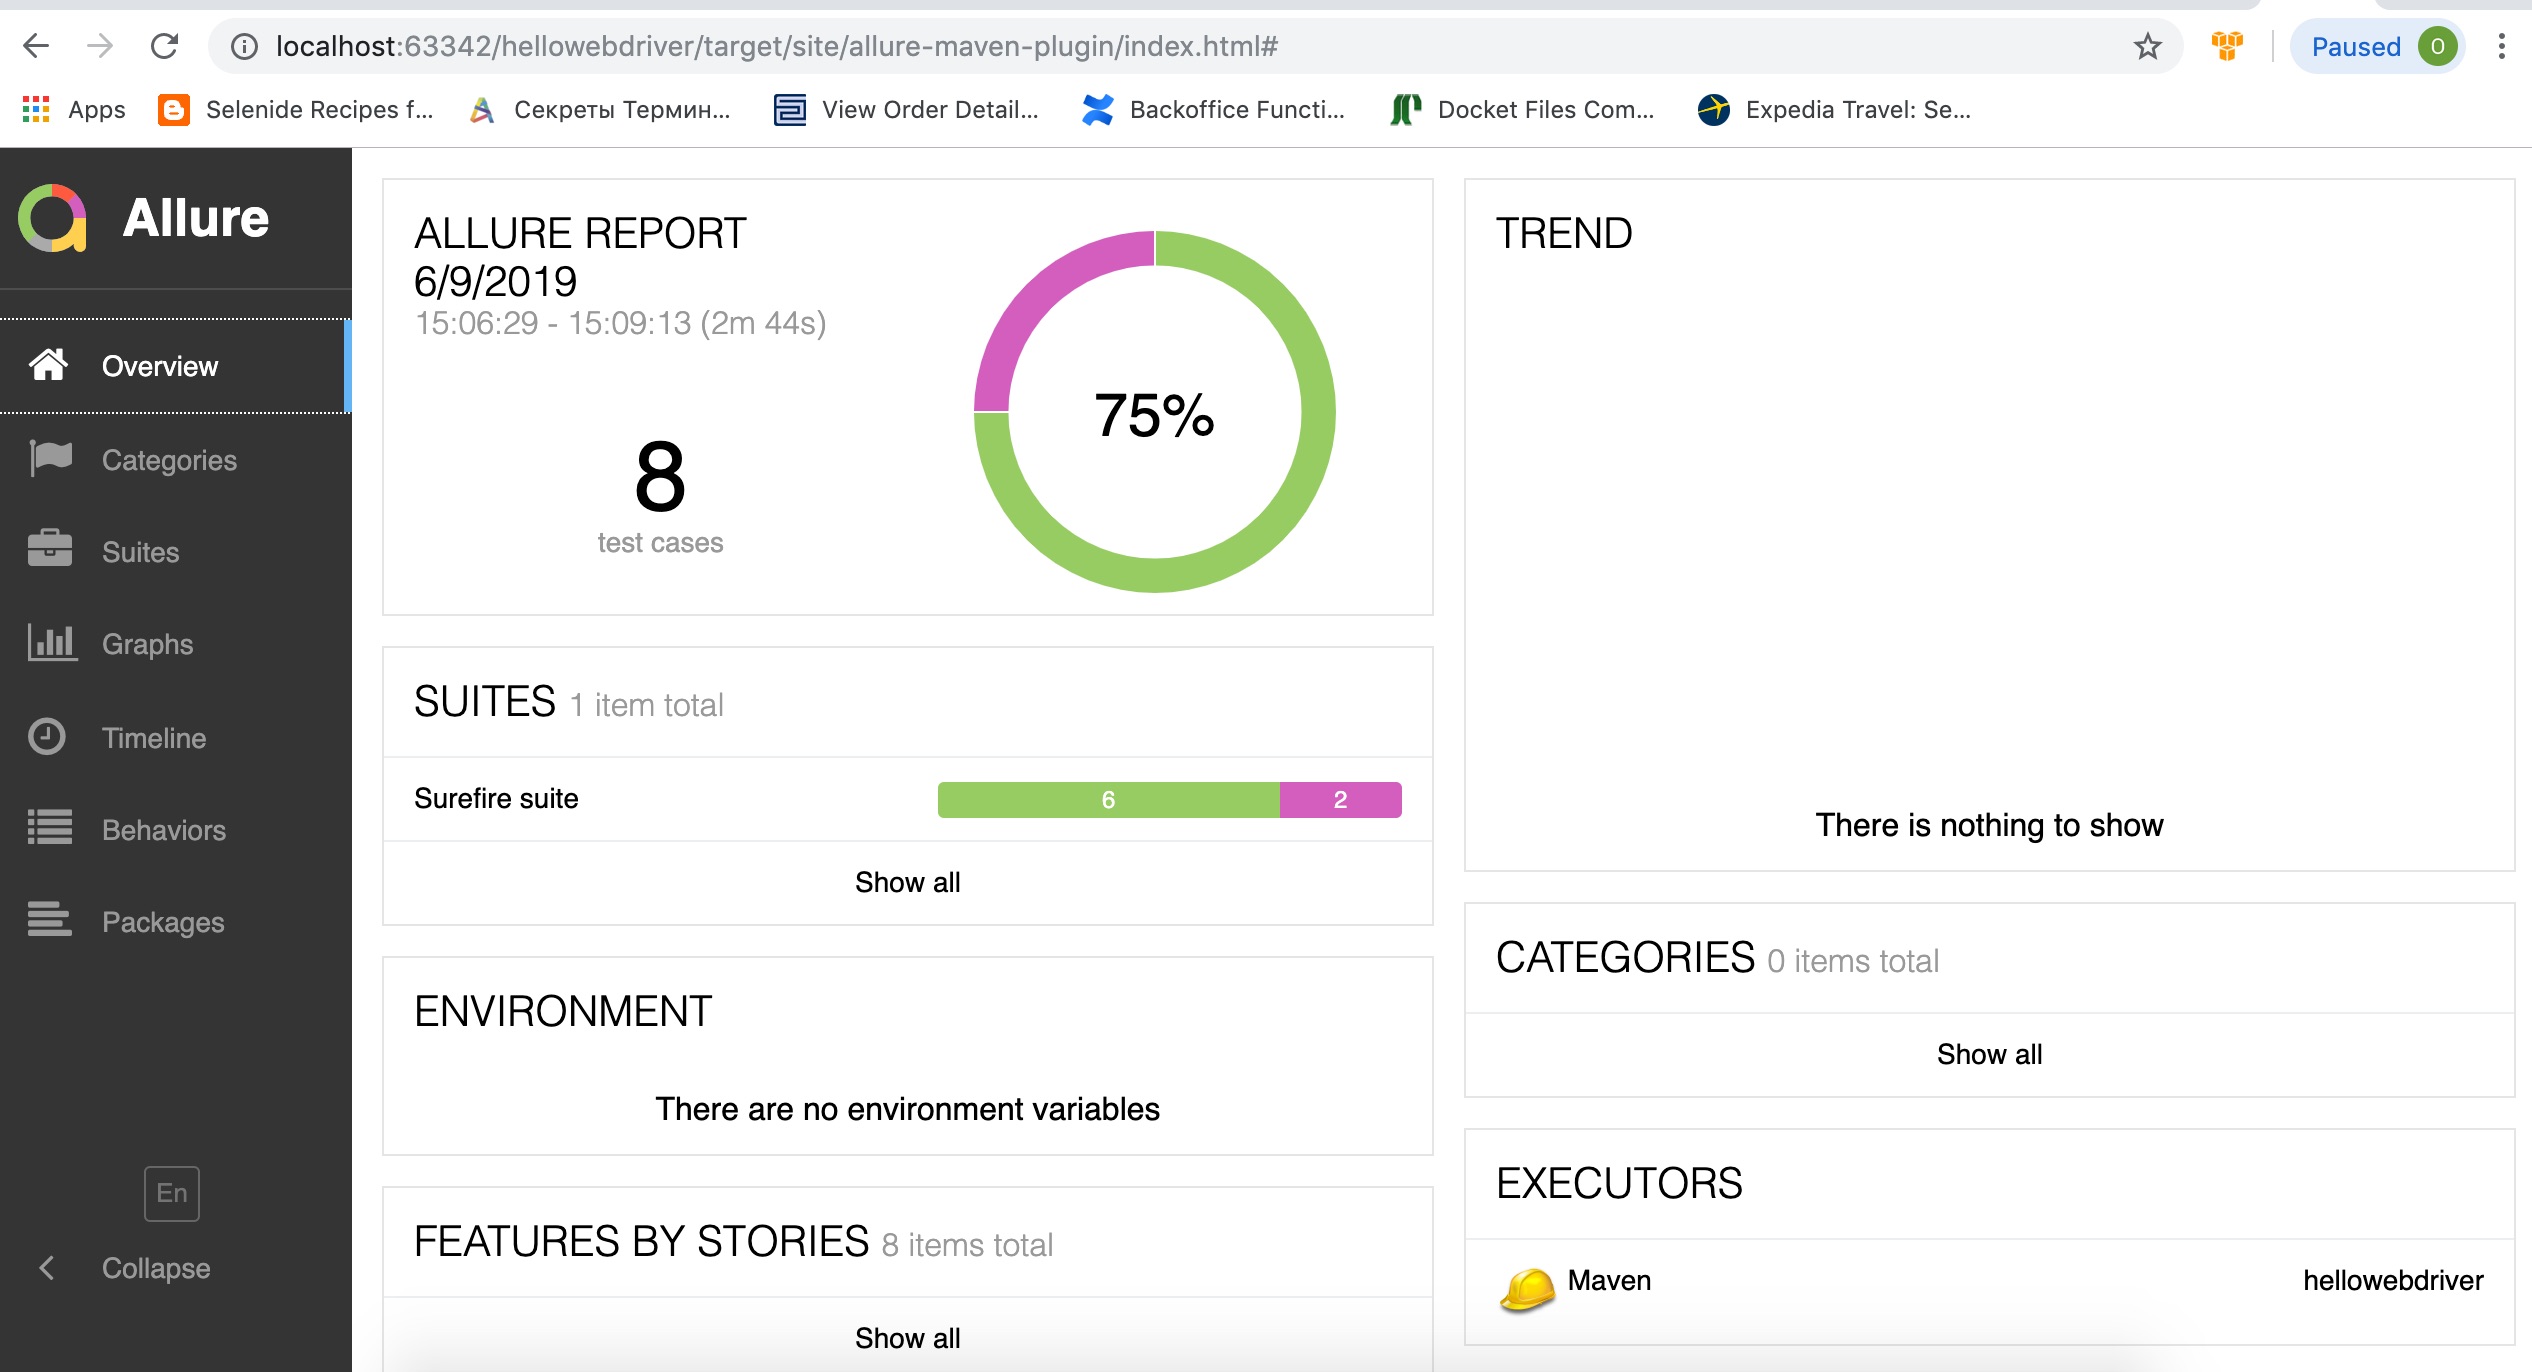 localhost:63342/hellowebdriver/target/site/allure-maven-plugin/index.html#
Paused
0
Apps
Selenide Recipes f...
Секреты Термин...
View Order Detail...
Backoffice Functi...
Docket Files Com...
Expedia Travel: Se...
Allure
Overview
Categories
Suites
Graphs
Timeline
Behaviors
Packages
En
Collapse
ALLURE REPORT
6/9/2019
15:06:29 - 15:09:13 (2m 44s)
8
test cases
75%
SUITES 1 item total
Surefire suite
6
2
Show all
ENVIRONMENT
There are no environment variables
FEATURES BY STORIES 8 items total
Show all
TREND
There is nothing to show
CATEGORIES 0 items total
Show all
EXECUTORS
Maven
hellowebdriver